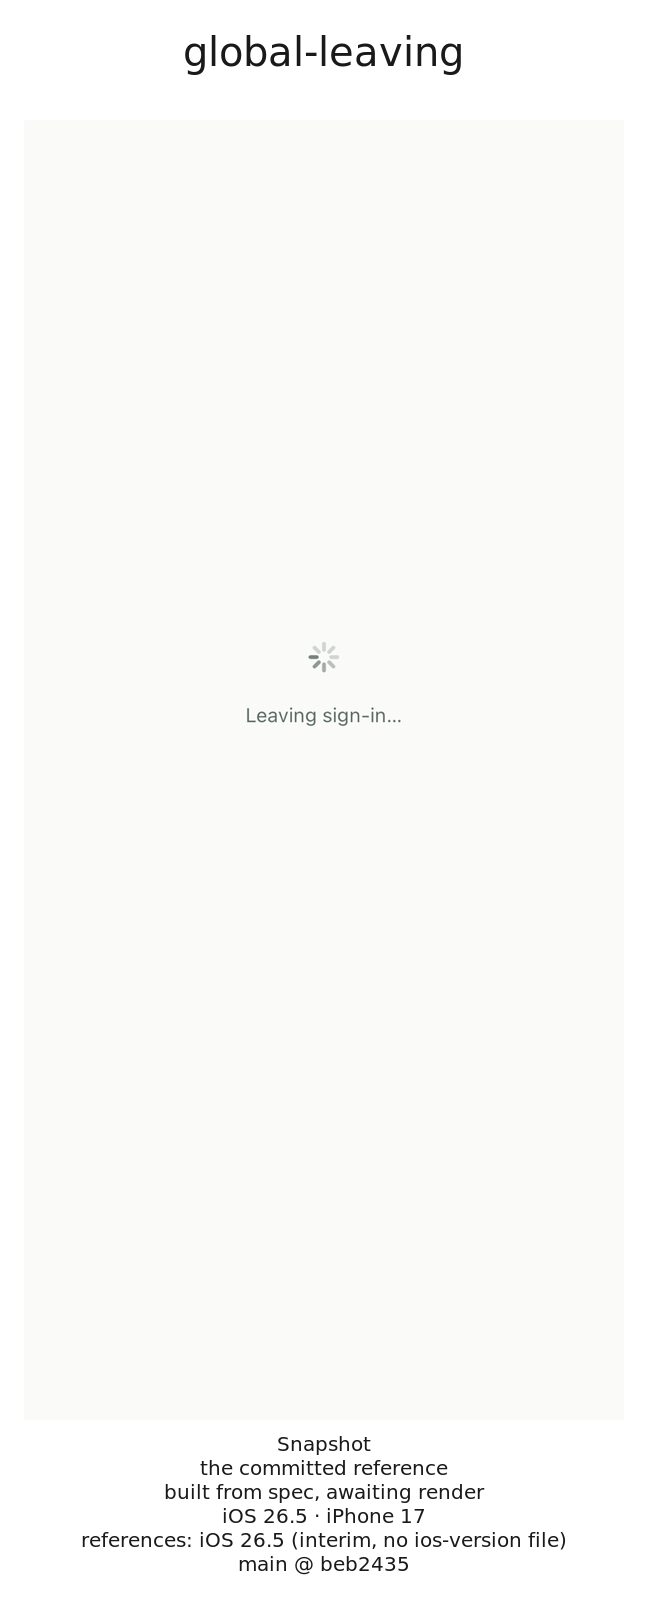 global-leaving
Leaving sign-in...
Snapshot
the committed reference
built from spec, awaiting render
iOS 26.5 · iPhone 17
references: iOS 26.5 (interim, no ios-version file)
main @ beb2435